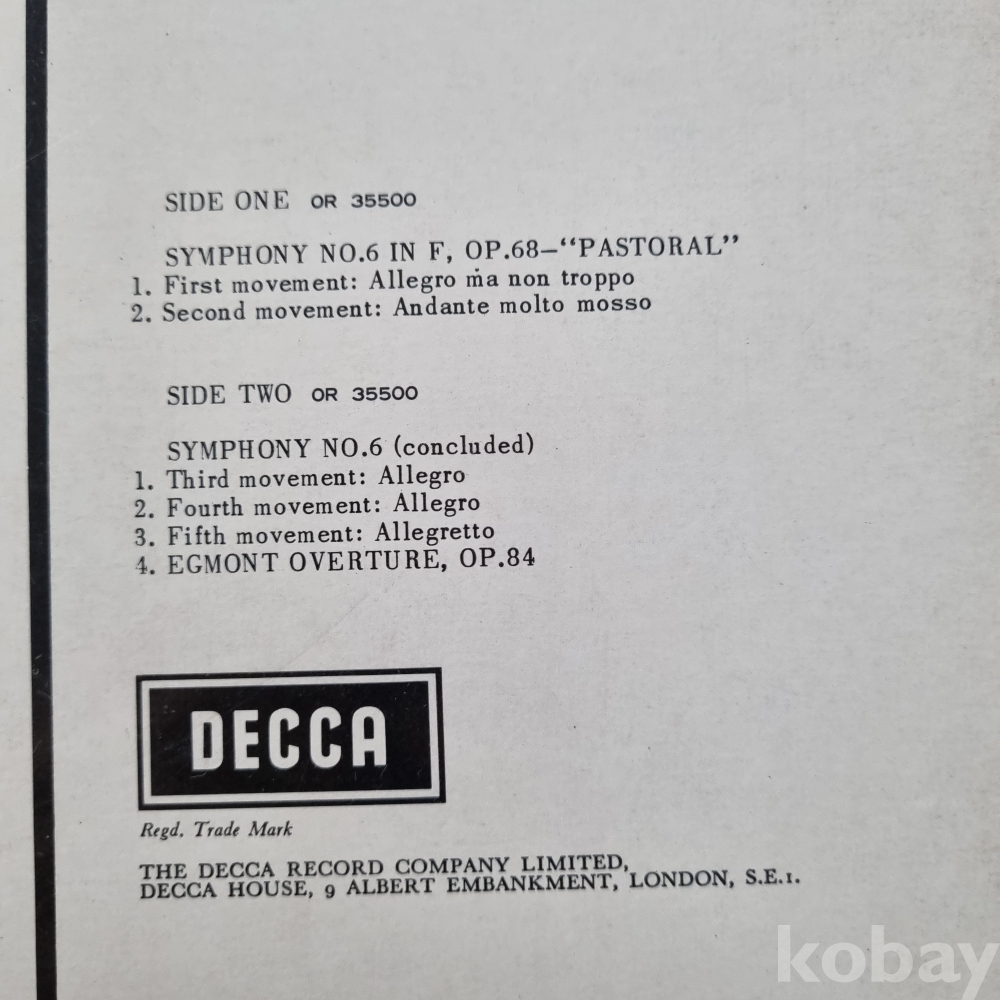 SIDE ONE OR 35500
SYMPHONY NO.6 IN F, OP.68–“PASTORAL”
1. First movement: Allegro ma non troppo
2. Second movement: Andante molto mosso
SIDE TWO OR 35500
SYMPHONY NO.6 (concluded)
1. Third movement: Allegro
2. Fourth movement: Allegro
3. Fifth movement: Allegretto
4. EGMONT OVERTURE, OP.84
DECCA
Regd. Trade Mark
THE DECCA RECORD COMPANY LIMITED,
DECCA HOUSE, 9 ALBERT EMBANKMENT, LONDON, S.E.1.
kobay